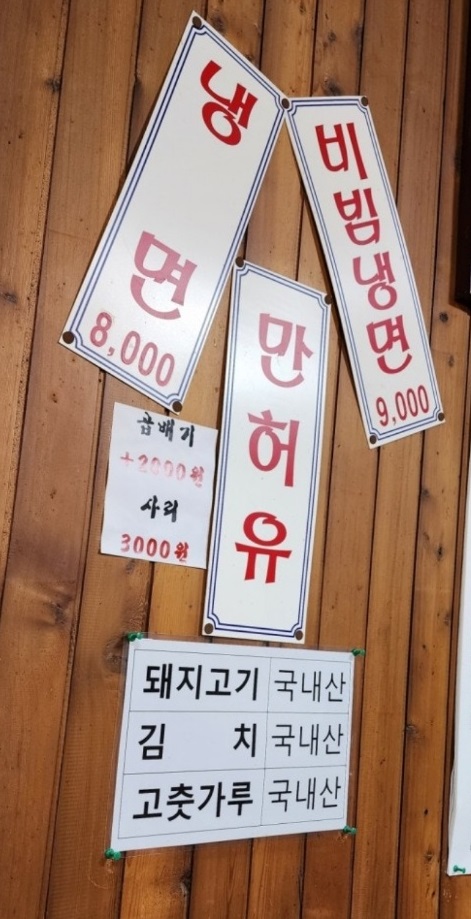 냉면
8,000
비빔냉면
9,000
만허유
곱배기
+2000원
사리
3000원
돼지고기 국내산
김치 국내산
고춧가루 국내산